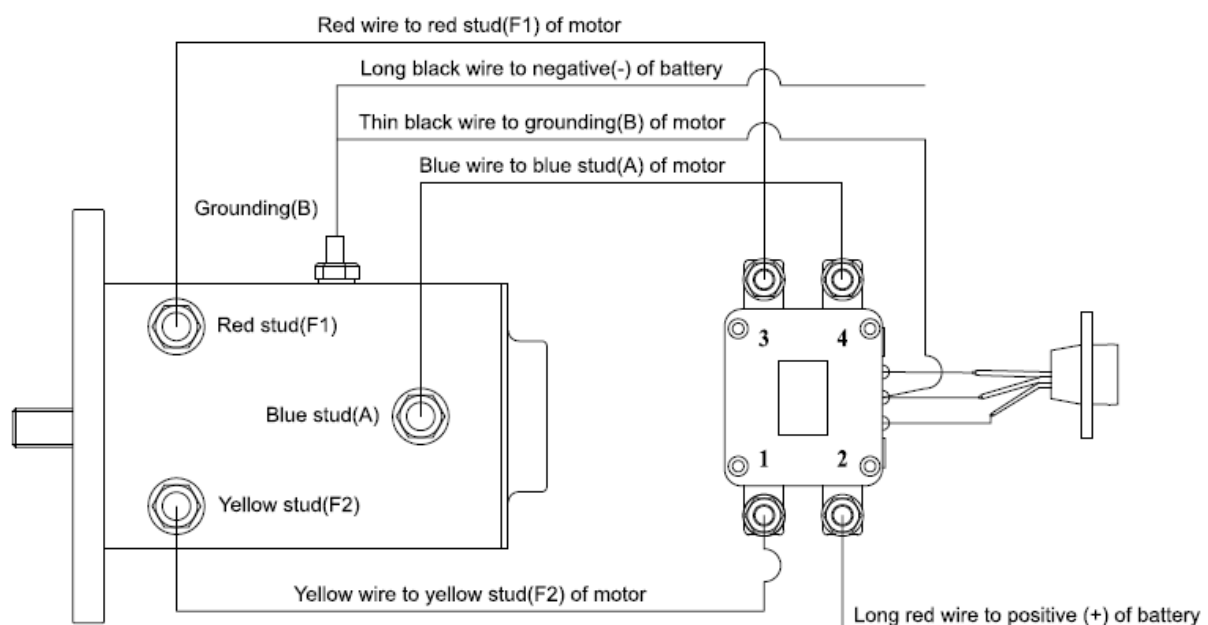 Red wire to red stud(F1) of motor
Long black wire to negative(-) of battery
Thin black wire to grounding(B) of motor
Blue wire to blue stud(A) of motor
Grounding(B)
Red stud(F1)
3 4
Blue stud(A)
1 2
Yellow stud(F2)
Yellow wire to yellow stud(F2) of motor
Long red wire to positive (+) of battery